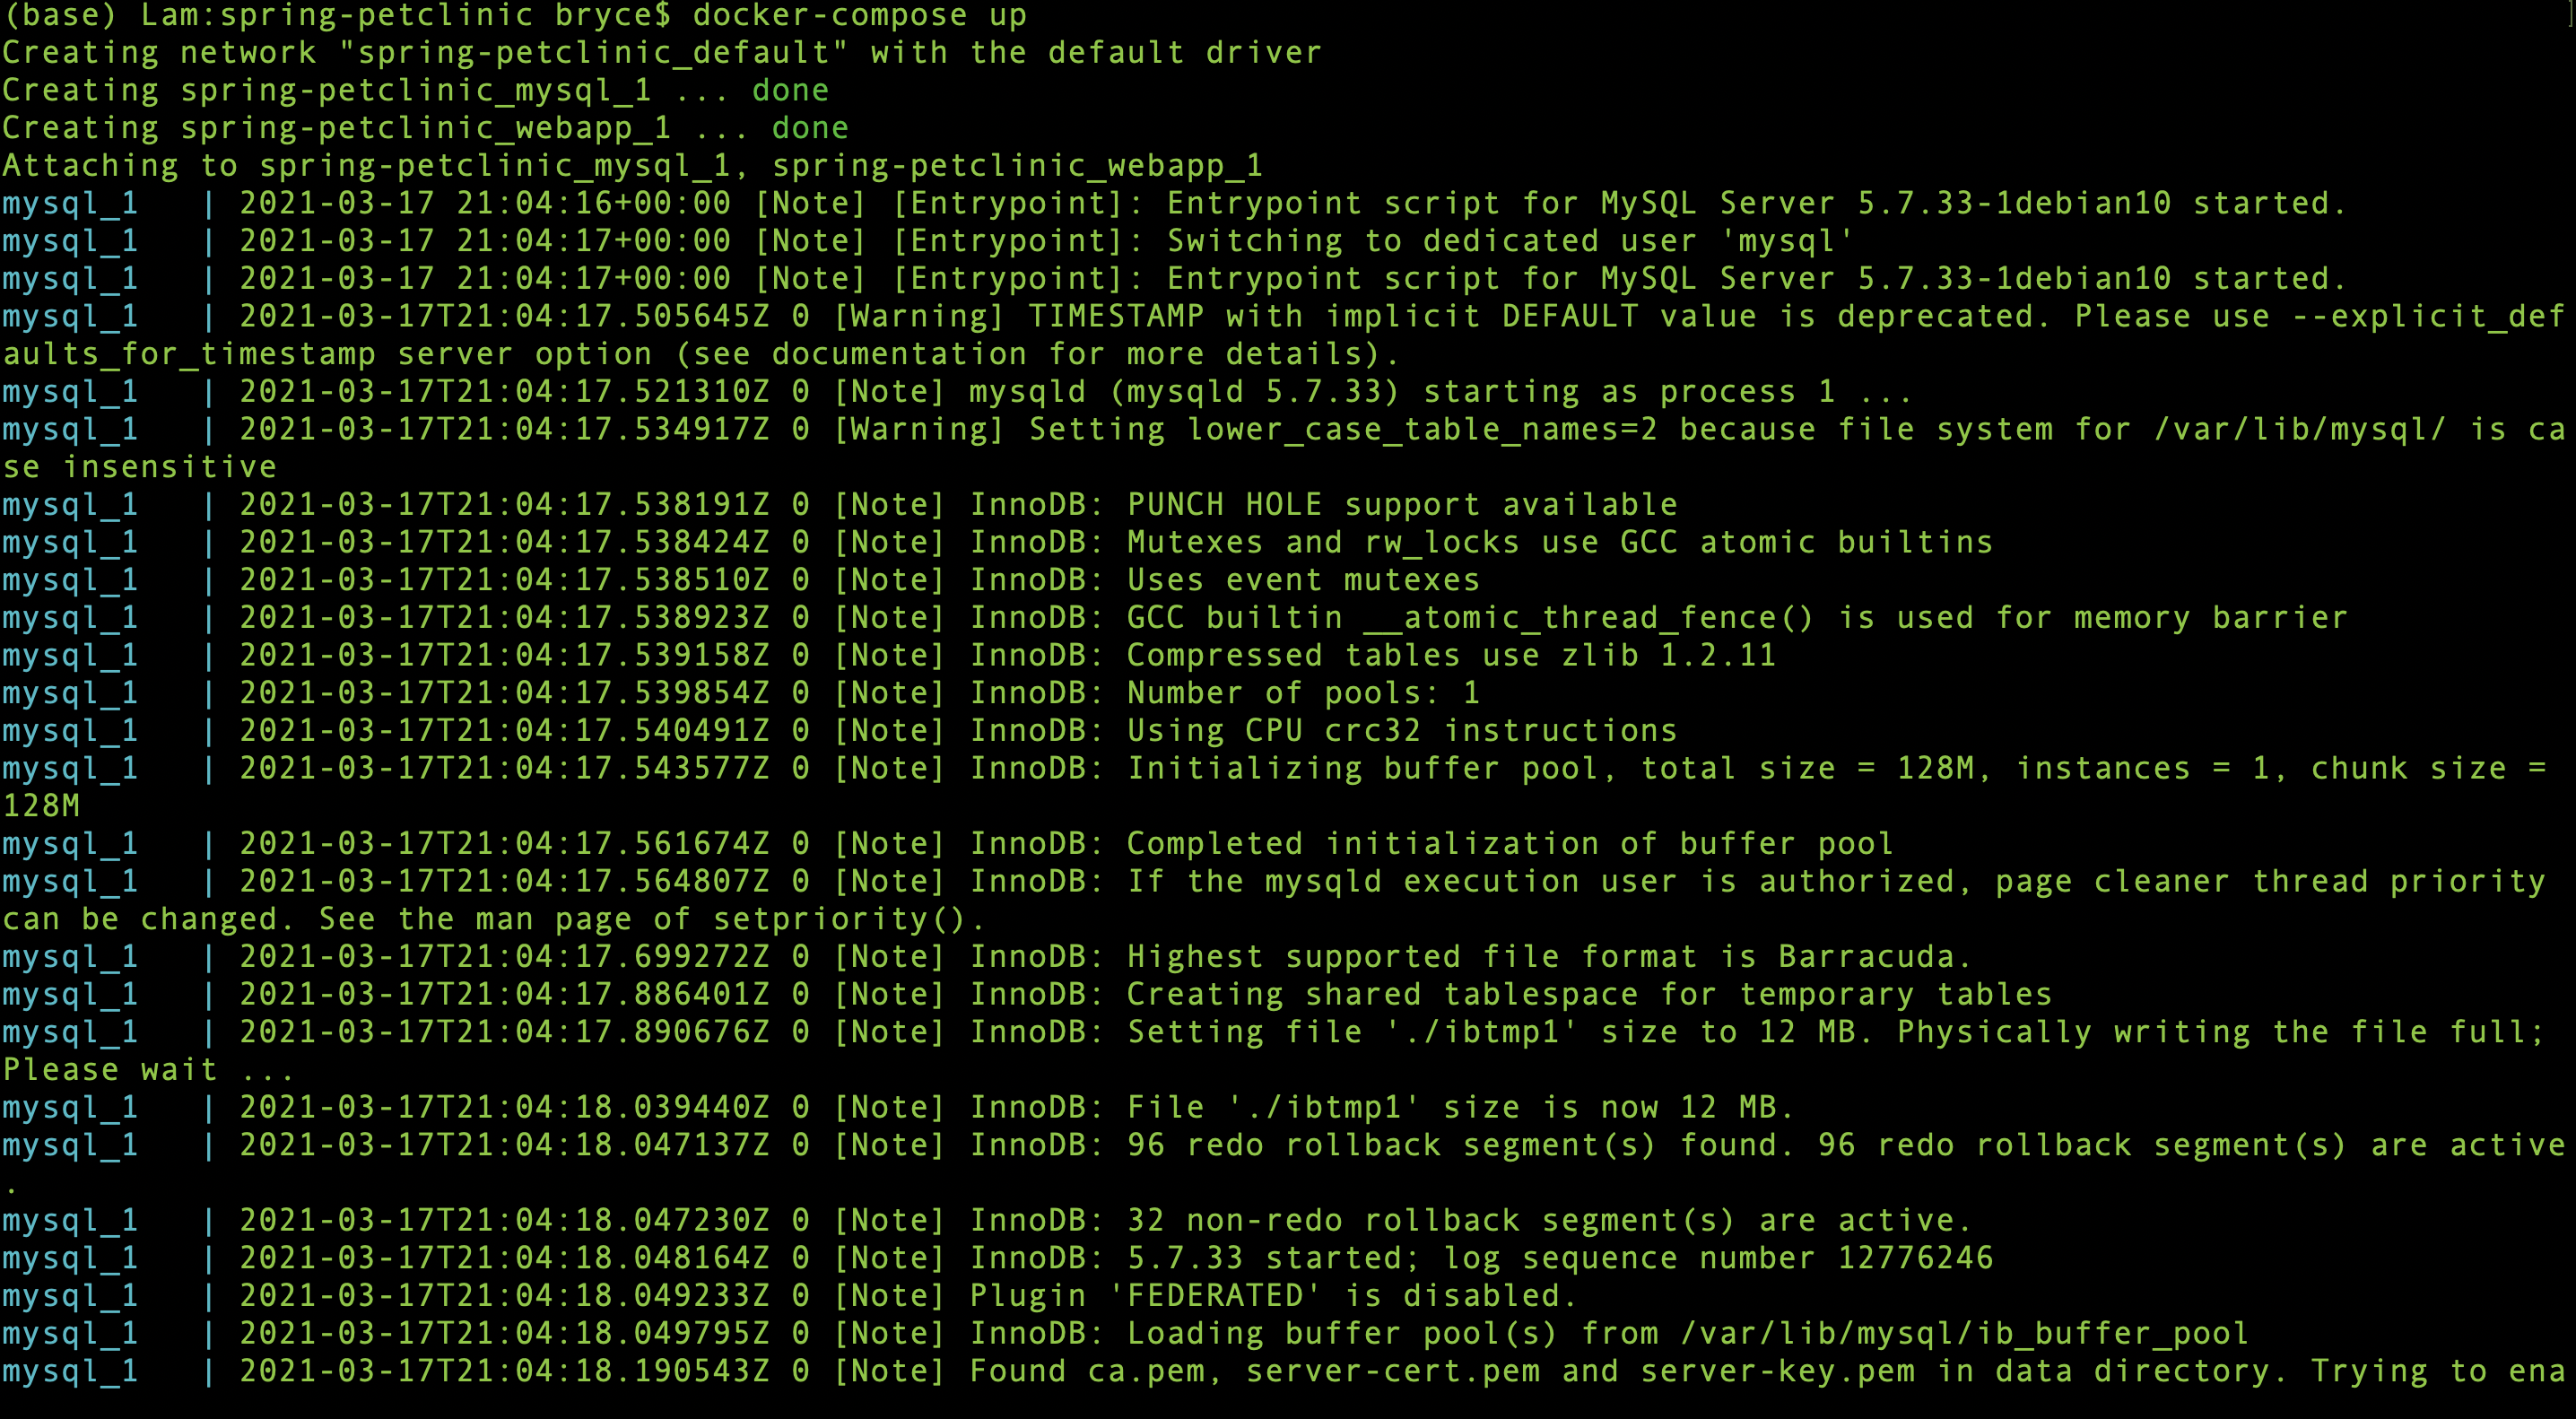 (base) Lam:spring-petclinic bryce$ docker-compose up ]
Creating network "spring-petclinic_default" with the default driver
Creating spring-petclinic_mysql_1 ... done
Creating spring-petclinic_webapp_1 ... done
Attaching to spring-petclinic_mysql_1, spring-petclinic_webapp_1
mysql_1   | 2021-03-17 21:04:16+00:00 [Note] [Entrypoint]: Entrypoint script for MySQL Server 5.7.33-1debian10 started.
mysql_1   | 2021-03-17 21:04:17+00:00 [Note] [Entrypoint]: Switching to dedicated user 'mysql'
mysql_1   | 2021-03-17 21:04:17+00:00 [Note] [Entrypoint]: Entrypoint script for MySQL Server 5.7.33-1debian10 started.
mysql_1   | 2021-03-17T21:04:17.505645Z 0 [Warning] TIMESTAMP with implicit DEFAULT value is deprecated. Please use --explicit_def
aults_for_timestamp server option (see documentation for more details).
mysql_1   | 2021-03-17T21:04:17.521310Z 0 [Note] mysqld (mysqld 5.7.33) starting as process 1 ...
mysql_1   | 2021-03-17T21:04:17.534917Z 0 [Warning] Setting lower_case_table_names=2 because file system for /var/lib/mysql/ is ca
se insensitive
mysql_1   | 2021-03-17T21:04:17.538191Z 0 [Note] InnoDB: PUNCH HOLE support available
mysql_1   | 2021-03-17T21:04:17.538424Z 0 [Note] InnoDB: Mutexes and rw_locks use GCC atomic builtins
mysql_1   | 2021-03-17T21:04:17.538510Z 0 [Note] InnoDB: Uses event mutexes
mysql_1   | 2021-03-17T21:04:17.538923Z 0 [Note] InnoDB: GCC builtin __atomic_thread_fence() is used for memory barrier
mysql_1   | 2021-03-17T21:04:17.539158Z 0 [Note] InnoDB: Compressed tables use zlib 1.2.11
mysql_1   | 2021-03-17T21:04:17.539854Z 0 [Note] InnoDB: Number of pools: 1
mysql_1   | 2021-03-17T21:04:17.540491Z 0 [Note] InnoDB: Using CPU crc32 instructions
mysql_1   | 2021-03-17T21:04:17.543577Z 0 [Note] InnoDB: Initializing buffer pool, total size = 128M, instances = 1, chunk size =
128M
mysql_1   | 2021-03-17T21:04:17.561674Z 0 [Note] InnoDB: Completed initialization of buffer pool
mysql_1   | 2021-03-17T21:04:17.564807Z 0 [Note] InnoDB: If the mysqld execution user is authorized, page cleaner thread priority
can be changed. See the man page of setpriority().
mysql_1   | 2021-03-17T21:04:17.699272Z 0 [Note] InnoDB: Highest supported file format is Barracuda.
mysql_1   | 2021-03-17T21:04:17.886401Z 0 [Note] InnoDB: Creating shared tablespace for temporary tables
mysql_1   | 2021-03-17T21:04:17.890676Z 0 [Note] InnoDB: Setting file './ibtmp1' size to 12 MB. Physically writing the file full;
Please wait ...
mysql_1   | 2021-03-17T21:04:18.039440Z 0 [Note] InnoDB: File './ibtmp1' size is now 12 MB.
mysql_1   | 2021-03-17T21:04:18.047137Z 0 [Note] InnoDB: 96 redo rollback segment(s) found. 96 redo rollback segment(s) are active
.
mysql_1   | 2021-03-17T21:04:18.047230Z 0 [Note] InnoDB: 32 non-redo rollback segment(s) are active.
mysql_1   | 2021-03-17T21:04:18.048164Z 0 [Note] InnoDB: 5.7.33 started; log sequence number 12776246
mysql_1   | 2021-03-17T21:04:18.049233Z 0 [Note] Plugin 'FEDERATED' is disabled.
mysql_1   | 2021-03-17T21:04:18.049795Z 0 [Note] InnoDB: Loading buffer pool(s) from /var/lib/mysql/ib_buffer_pool
mysql_1   | 2021-03-17T21:04:18.190543Z 0 [Note] Found ca.pem, server-cert.pem and server-key.pem in data directory. Trying to ena